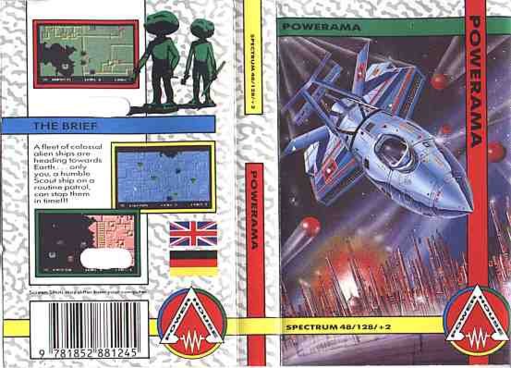 THE BRIEF
A fleet of colossal
alien ships are
heading towards
Earth... only
you, a humble
Scout ship on a
routine patrol,
can stop them
in time!!!
9 781852 881245
SPECTRUM 48/128/+2
POWERAMA
POWERAMA
POWERAMA
SPECTRUM 48/128/+2